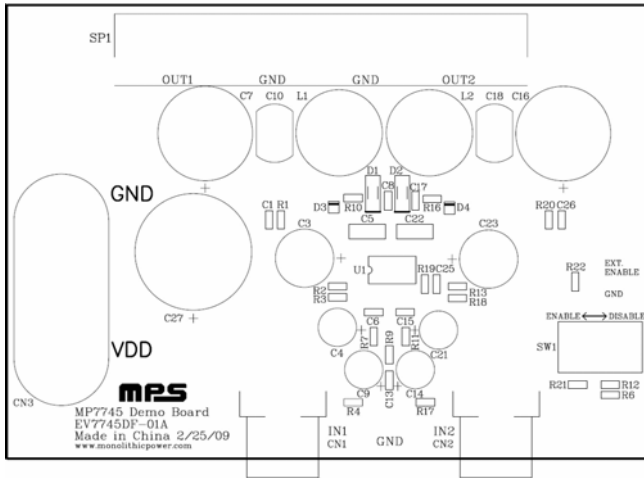 SP1
OUT1 GND GND OUT2
C7 C10 L1 L2 C18 C16
D1 D2
GND
C8 C17
R10 R16
D3 D4
C1 R1
R20 C26
C5 C22
C3 C23
U1
R19 C25
R22
EXT.
ENABLE
GND
R2 R13
R3 R18
C27
C6 C15
ENABLE DISABLE
VDD
R7 R9 R11
C4 C21
SW1
C9 C13 C14
R21 R12
R6
CN3
R4 R17
mps
MP7745 Demo Board
EV7745DF-01A
Made in China 2/25/09
www.monolithicpower.com
IN1 GND IN2
CN1 CN2